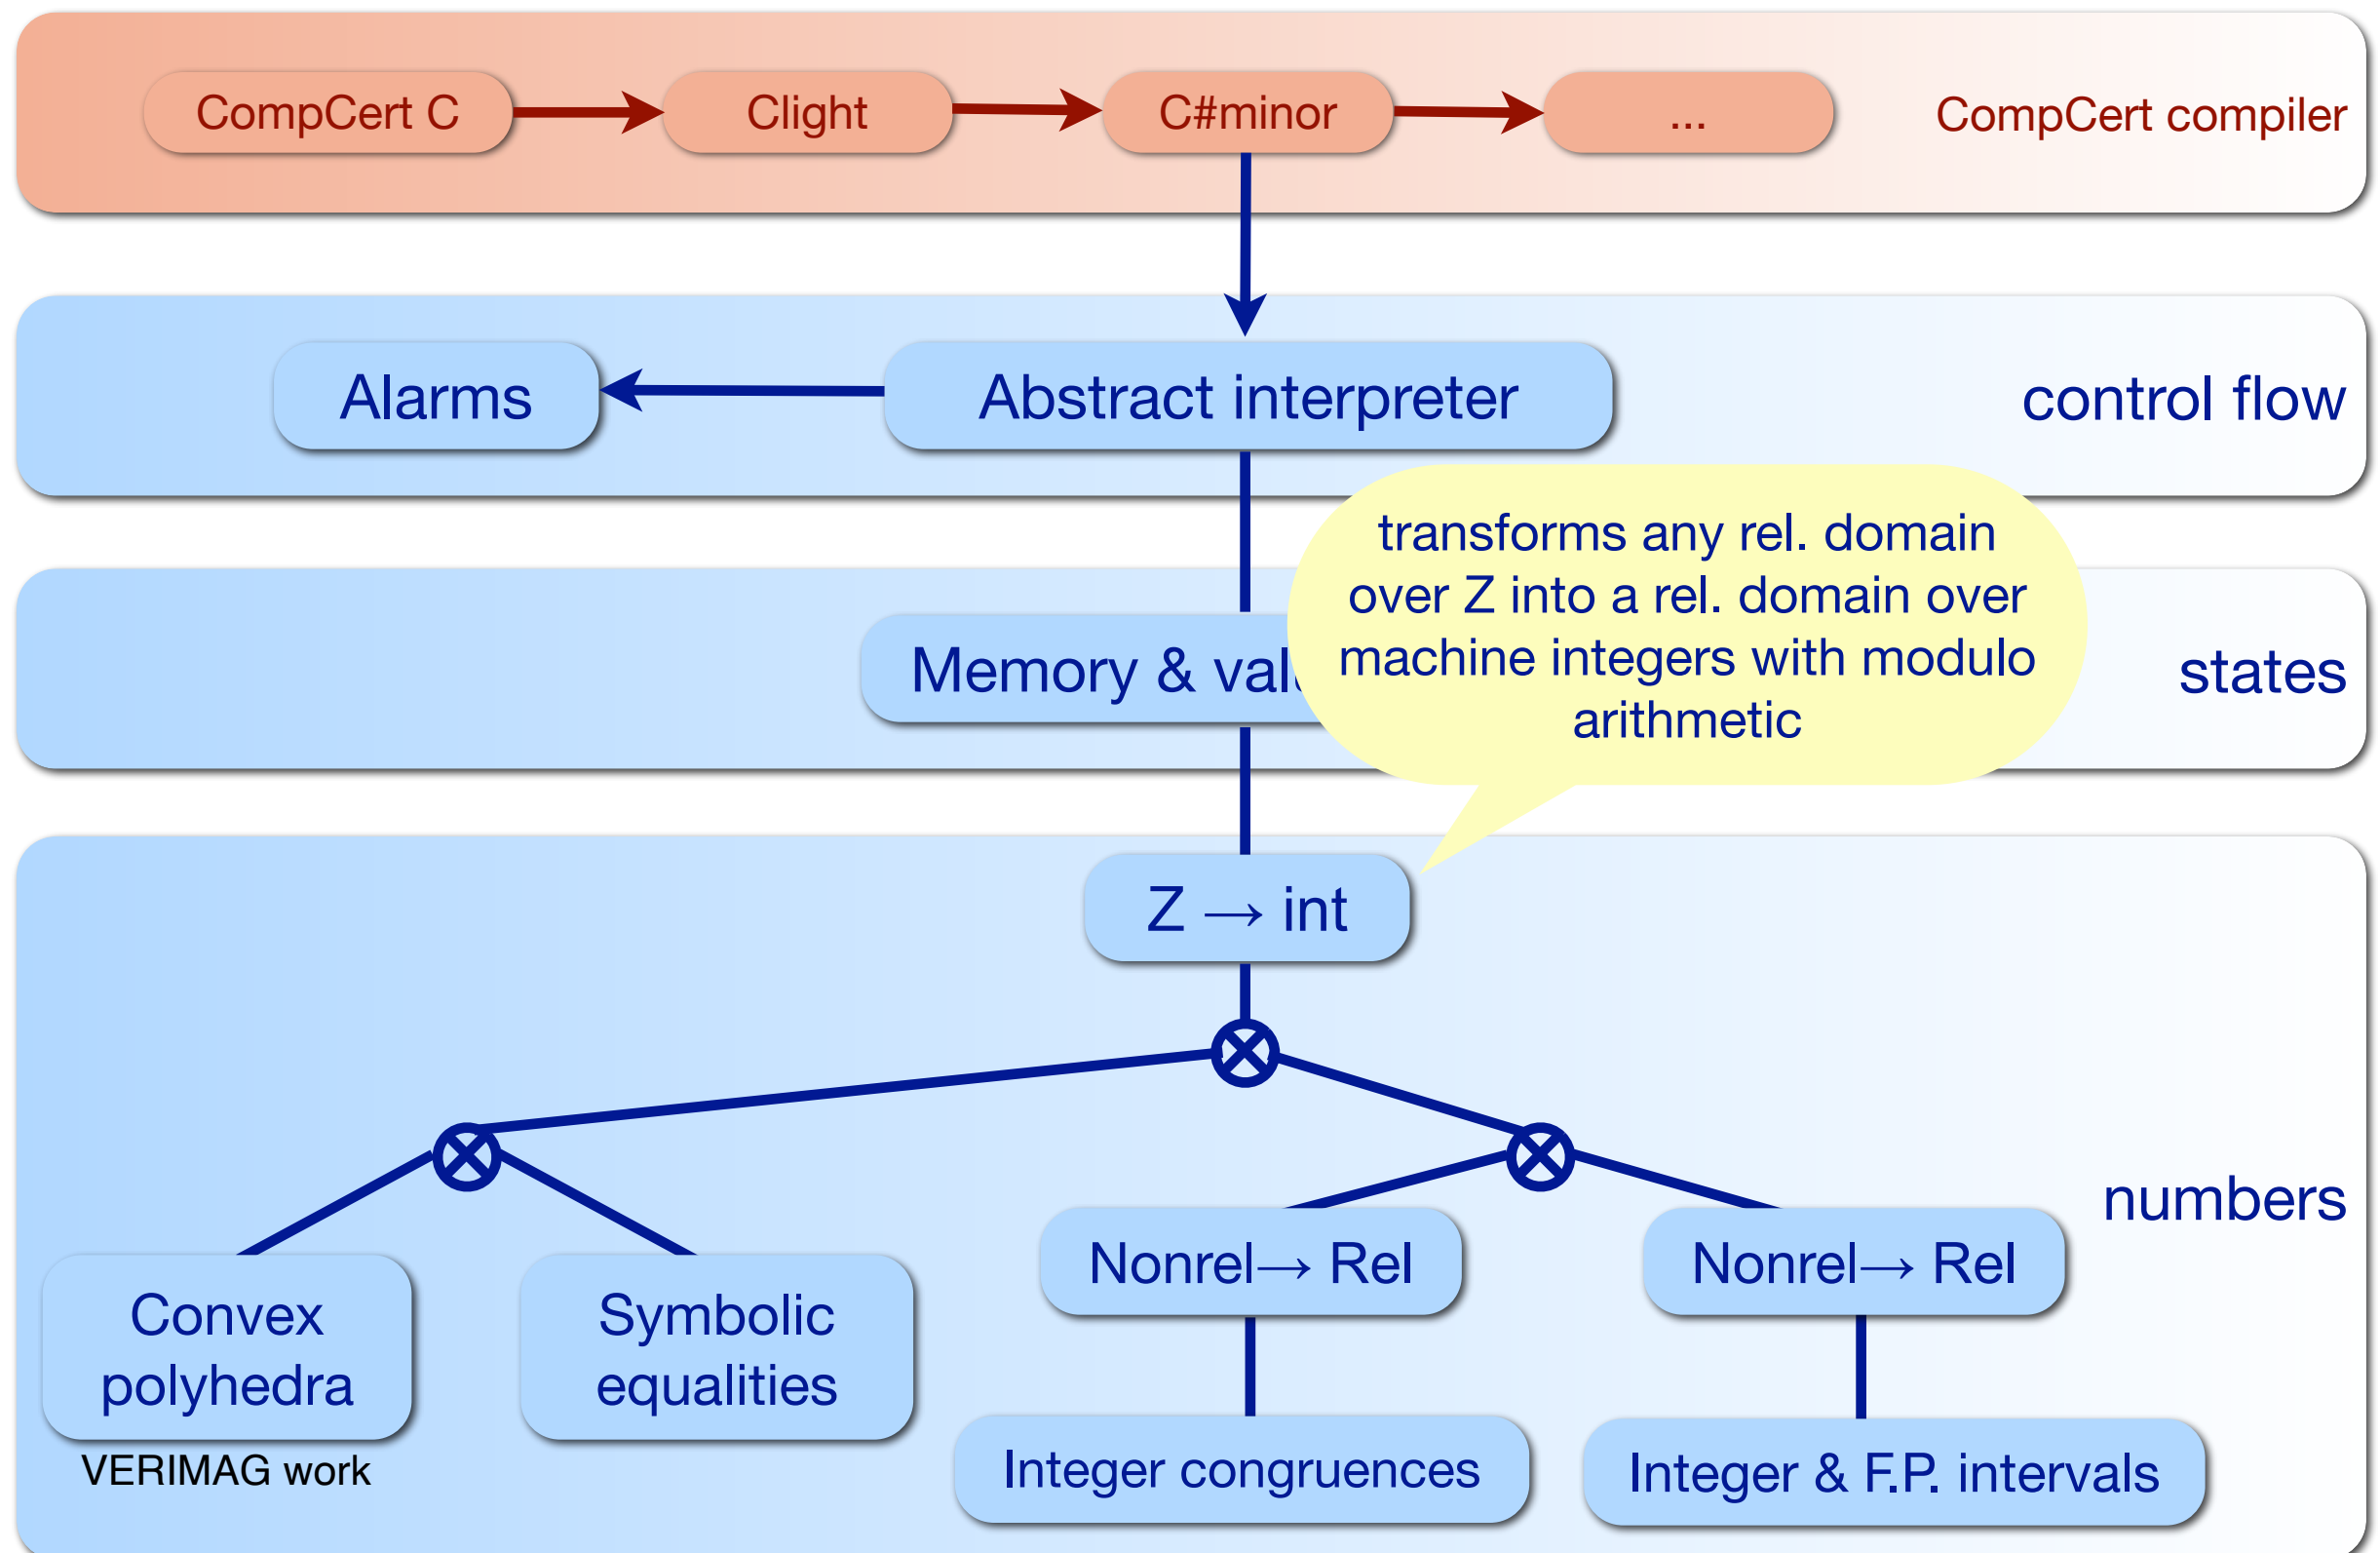 CompCert C
Clight
C#minor
...
CompCert compiler
Alarms
Abstract interpreter
control flow
transforms any rel. domain
over Z into a rel. domain over
machine integers with modulo
arithmetic
Memory &
states
Z → int
numbers
Nonrel→ Rel
Nonrel→ Rel
Convex
polyhedra
Symbolic
equalities
VERIMAG work
Integer congruences
Integer & F.P. intervals